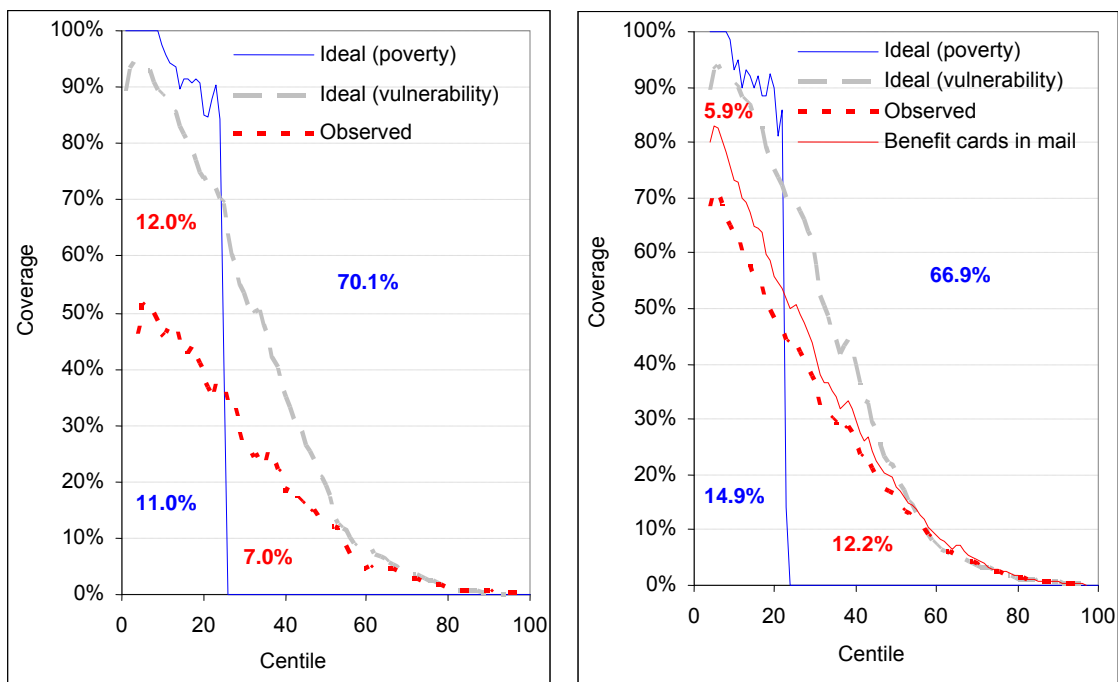 100%
90%
80%
70%
60%
50%
40%
30%
20%
10%
0%
Coverage
Ideal (poverty)
Ideal (vulnerability)
Observed
12.0%
70.1%
11.0%
7.0%
0 20 40 60 80 100
Centile
100%
90%
80%
70%
60%
50%
40%
30%
20%
10%
0%
Coverage
Ideal (poverty)
Ideal (vulnerability)
Observed
Benefit cards in mail
5.9%
66.9%
14.9%
12.2%
0 20 40 60 80 100
Centile